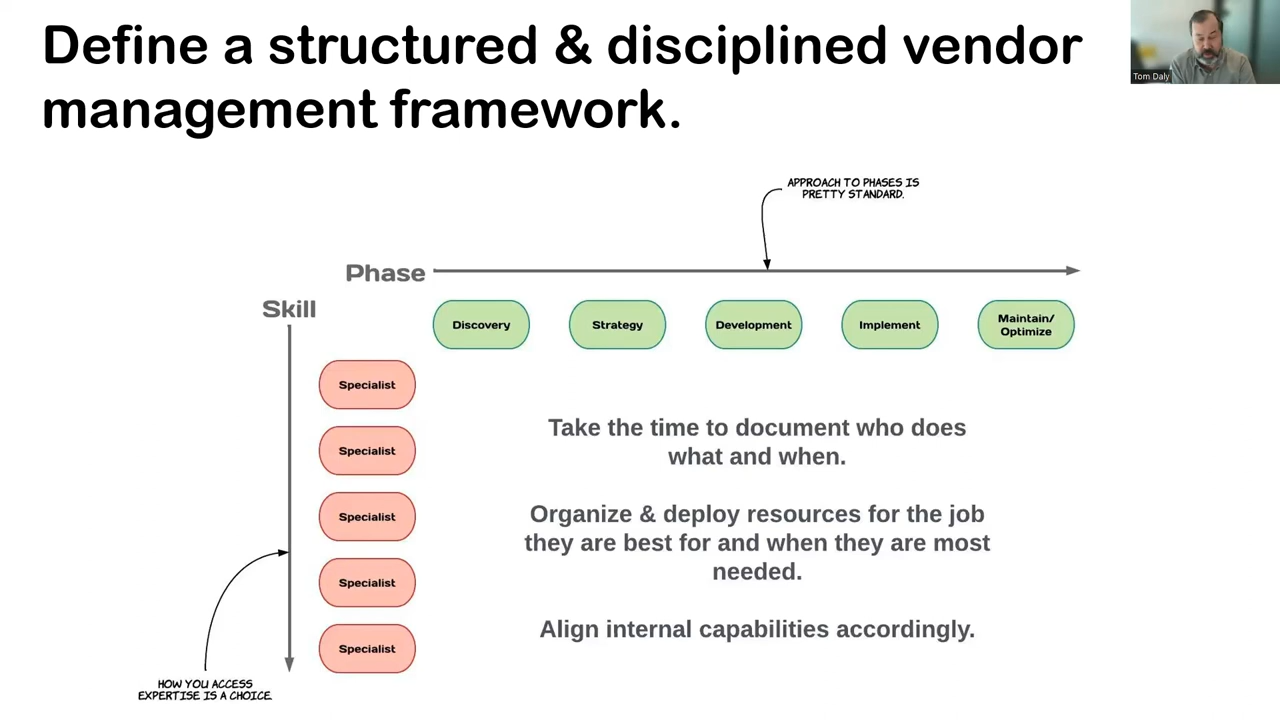 Define a structured & disciplined vendor
management framework.
Tom Daly
APPROACH TO PHASES IS
PRETTY STANDARD.
Phase
Skill
Discovery
Strategy
Development
Implement
Maintain/
Optimize
Specialist
Specialist
Specialist
Specialist
Specialist
Take the time to document who does
what and when.
Organize & deploy resources for the job
they are best for and when they are most
needed.
Align internal capabilities accordingly.
HOW YOU ACCESS
EXPERTISE IS A CHOICE.